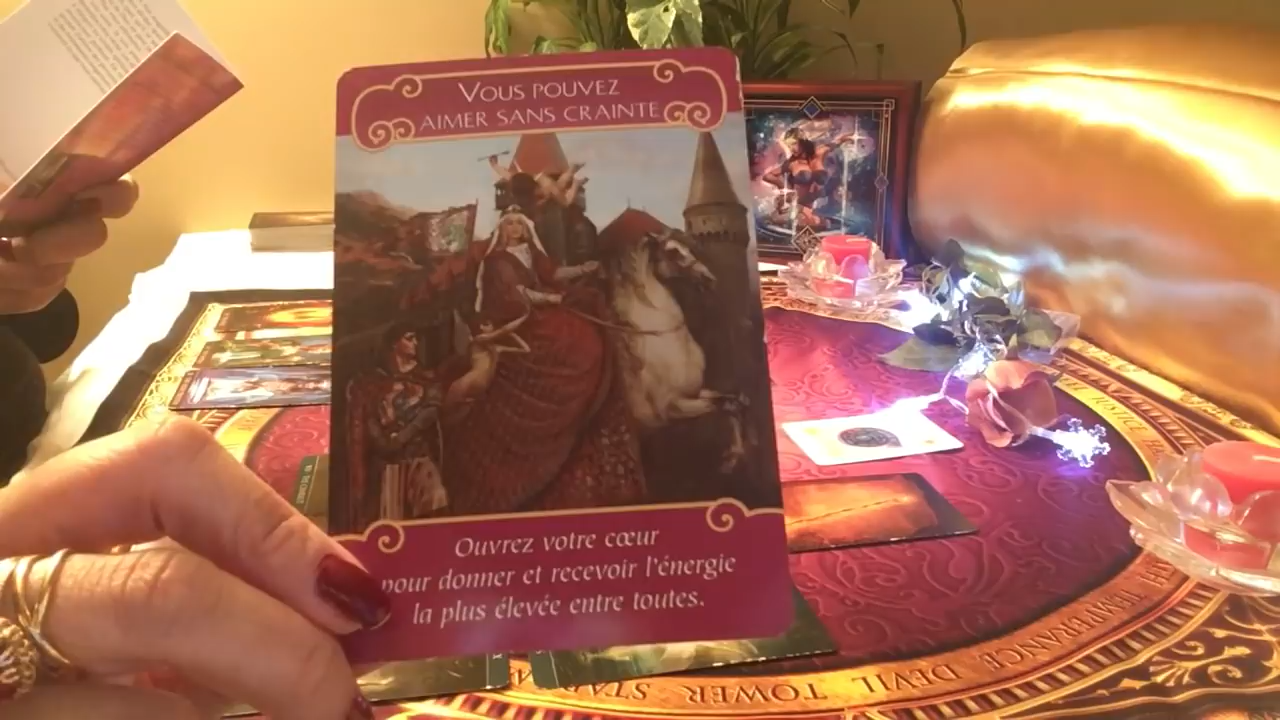 VOUS POUVEZ
AIMER SANS CRAINTE
Ouvrez votre cœur
pour donner et recevoir l'énergie
la plus élevée entre toutes.
JUSTICE
TEMPERANCE, DEVIL TOWER STAR